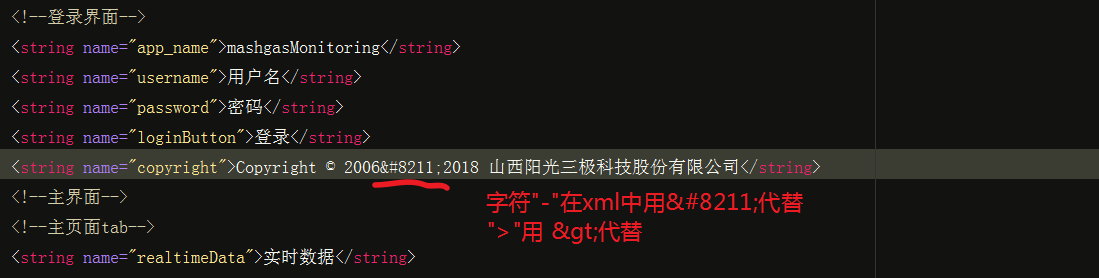 <!--登录界面-->
<string name="app_name">mashgasMonitoring</string>
<string name="username">用户名</string>
<string name="password">密码</string>
<string name="loginButton">登录</string>
<string name="copyright">Copyright © 2006&#8211;2018 山西阳光三极科技股份有限公司</string>
字符"-"在xml中用&#8211;代替
">"用 &gt;代替
<!--主界面-->
<!--主页面tab-->
<string name="realtimeData">实时数据</string>